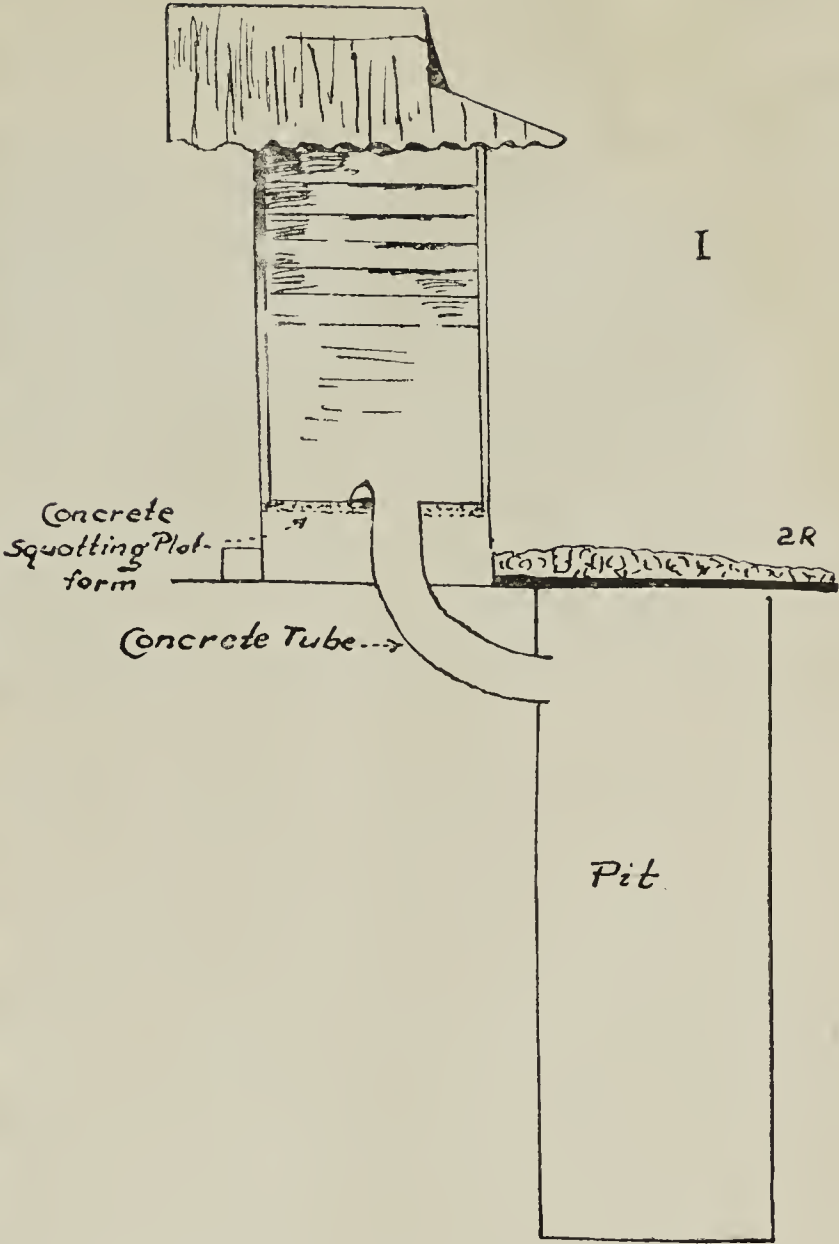 I
Concrete
Squatting Plat-
form
2R
Concrete Tube
Pit